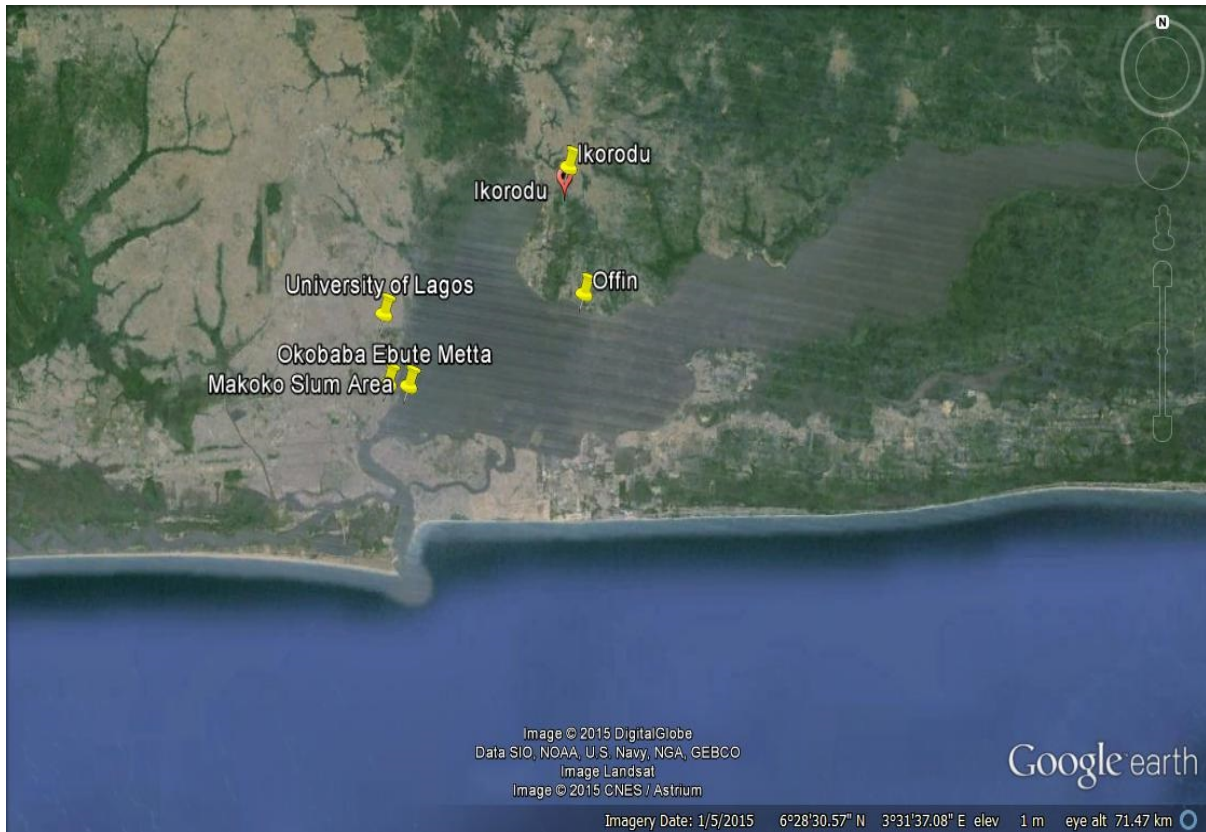 N
Ikorodu
Ikorodu
Offin
University of Lagos
Okobaba Ebute Metta
Makoko Slum Area
Image © 2015 DigitalGlobe
Data SIO, NOAA, U.S. Navy, NGA, GEBCO
Image Landsat
Image © 2015 CNES / Astrium
Google earth
Imagery Date: 1/5/2015 6°28'30.57" N 3°31'37.08" E elev 1 m eye alt 71.47 km